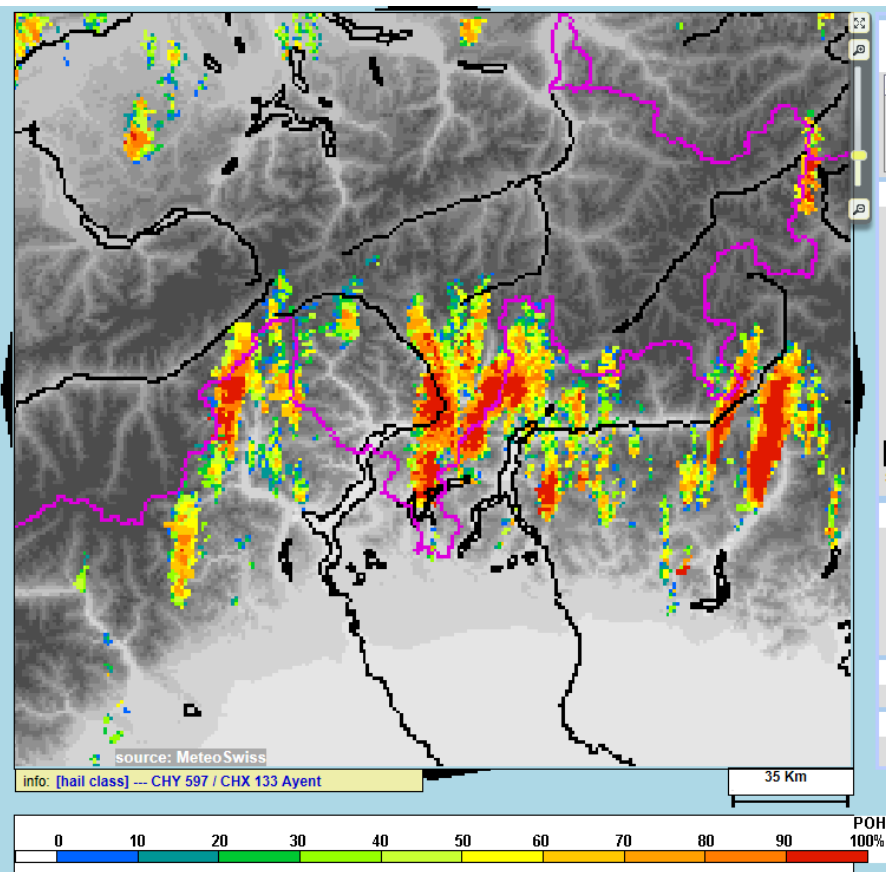 source: MeteoSwiss
info: [hail class] --- CHY 597 / CHX 133 Ayent
35 Km
POH
0 10 20 30 40 50 60 70 80 90 100%